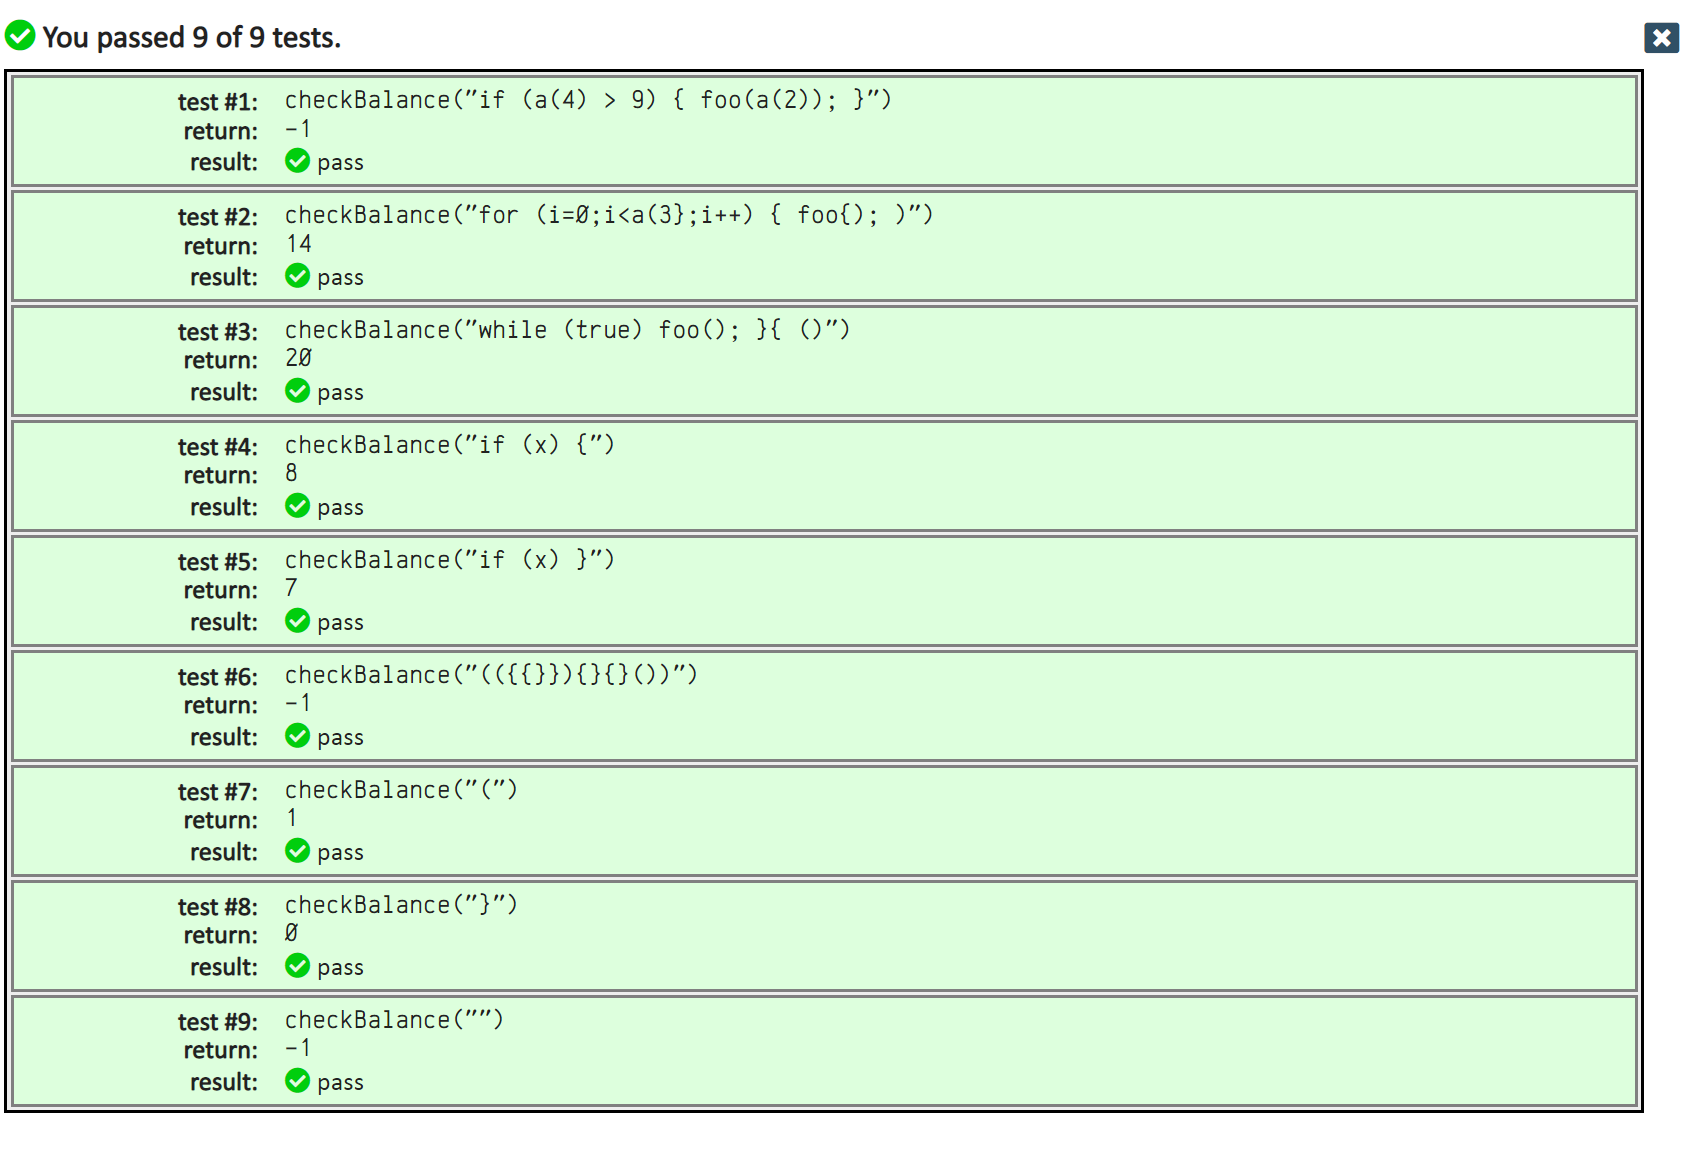 You passed 9 of 9 tests.
test #1: checkBalance("if (a(4) > 9) { foo(a(2)); }")
return: -1
result: pass
test #2: checkBalance("for (i=0;i<a(3};i++) { foo{); )")
return: 14
result: pass
test #3: checkBalance("while (true) foo(); }{ ()")
return: 20
result: pass
test #4: checkBalance("if (x) {")
return: 8
result: pass
test #5: checkBalance("if (x) }")
return: 7
result: pass
test #6: checkBalance("(({{}}){}{}())")
return: -1
result: pass
test #7: checkBalance("(")
return: 1
result: pass
test #8: checkBalance("}")
return: 0
result: pass
test #9: checkBalance("")
return: -1
result: pass